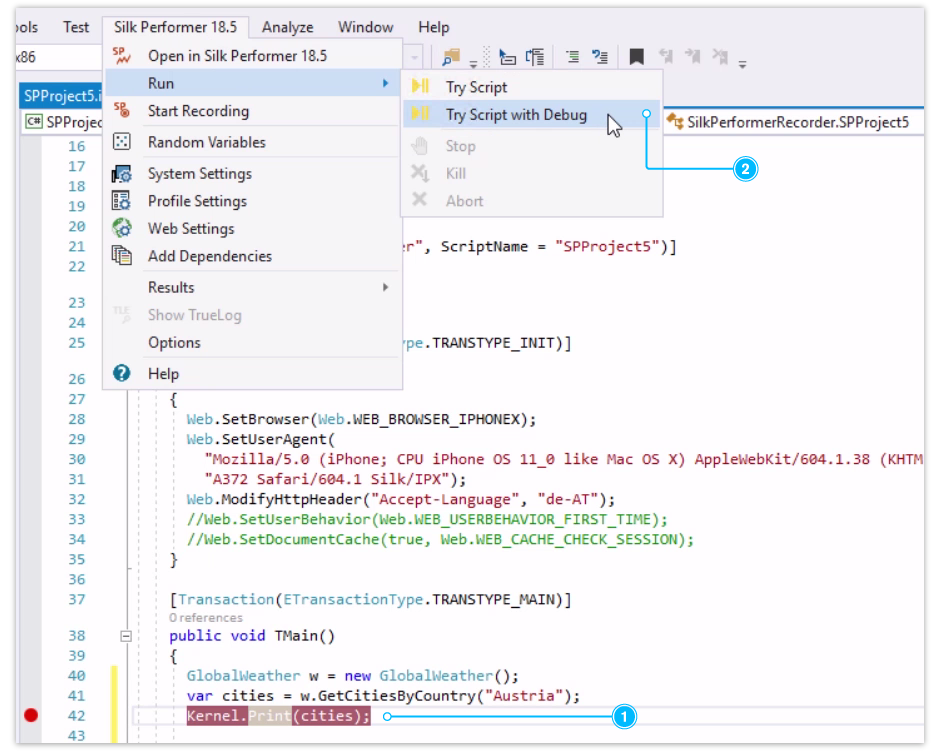 ools Test Silk Performer 18.5 Analyze Window Help
x86
Open in Silk Performer 18.5
Run
Start Recording
Random Variables
System Settings
Profile Settings
Web Settings
Add Dependencies
Results
Show TrueLog
Options
Help
Try Script
Try Script with Debug
Stop
Kill
Abort
2
SPProject5.i
C# SPProjec
SilkPerformerRecorder.SPProject5
16
17
18
19
20
21 er", ScriptName = "SPProject5")]
22
23
24
25 pe.TRANSTYPE_INIT)]
26
27 {
28 Web.SetBrowser(Web.WEB_BROWSER_IPHONEX);
29 Web.SetUserAgent(
30 "Mozilla/5.0 (iPhone; CPU iPhone OS 11_0 like Mac OS X) AppleWebKit/604.1.38 (KHTM
31 "A372 Safari/604.1 Silk/IPX");
32 Web.ModifyHttpHeader("Accept-Language", "de-AT");
33 //Web.SetUserBehavior(Web.WEB_USERBEHAVIOR_FIRST_TIME);
34 //Web.SetDocumentCache(true, Web.WEB_CACHE_CHECK_SESSION);
35 }
36
37 [Transaction(ETransactionType.TRANSTYPE_MAIN)]
0 references
38 public void TMain()
39 {
40 GlobalWeather w = new GlobalWeather();
41 var cities = w.GetCitiesByCountry("Austria");
42 Kernel.Print(cities);
1
43